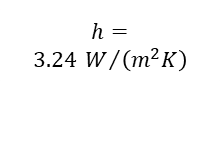 h =
3.24 W/(m²K)